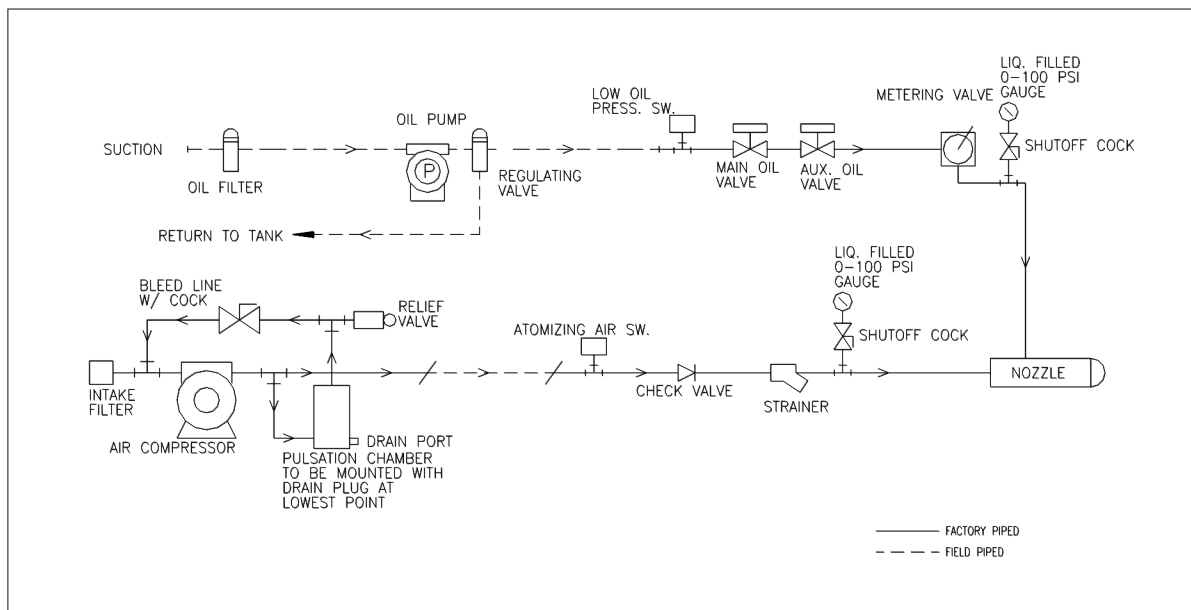 LIQ. FILLED
0-100 PSI
GAUGE
LOW OIL
PRESS. SW.
METERING VALVE
OIL PUMP
SUCTION
P
SHUTOFF COCK
OIL FILTER
REGULATING
VALVE
MAIN OIL
VALVE
AUX. OIL
VALVE
RETURN TO TANK
LIQ. FILLED
0-100 PSI
GAUGE
BLEED LINE
W/ COCK
RELIEF
VALVE
ATOMIZING AIR SW.
SHUTOFF COCK
NOZZLE
INTAKE
FILTER
CHECK VALVE
STRAINER
AIR COMPRESSOR
DRAIN PORT
PULSATION CHAMBER
TO BE MOUNTED WITH
DRAIN PLUG AT
LOWEST POINT
FACTORY PIPED
FIELD PIPED